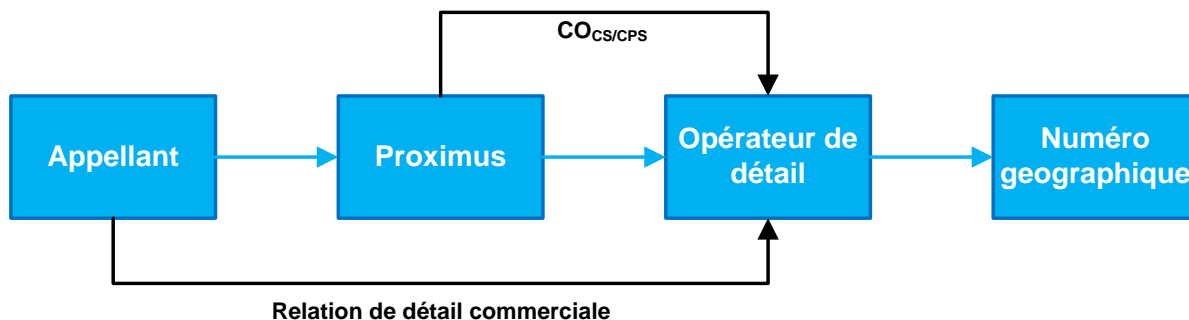 CO CS/CPS
Appellant
Proximus
Opérateur de
détail
Numéro
geographique
Relation de détail commerciale